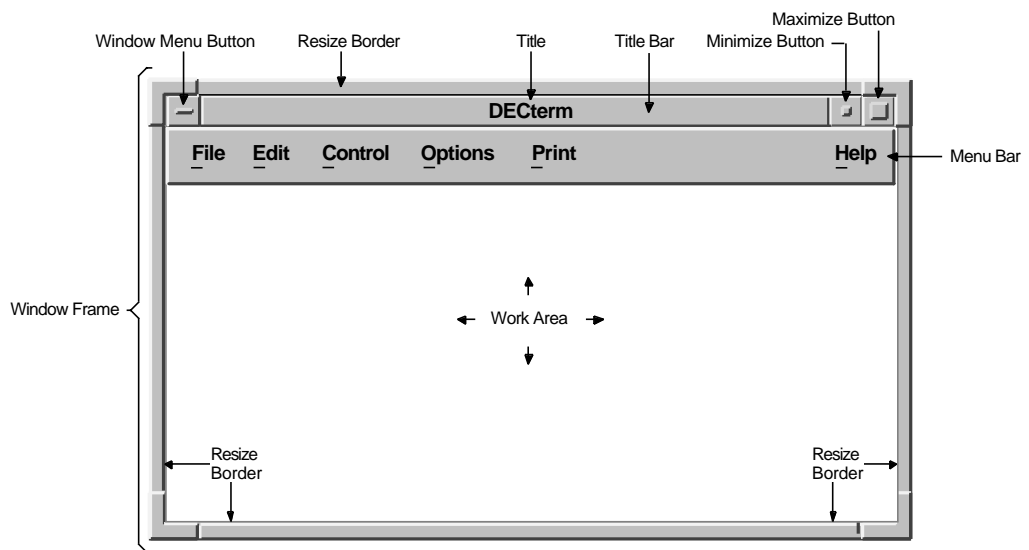 Maximize Button
Window Menu Button
Resize Border
Title
Title Bar
Minimize Button
DECterm
File Edit Control Options Print Help
Menu Bar
Window Frame
Work Area
Resize
Border
Resize
Border